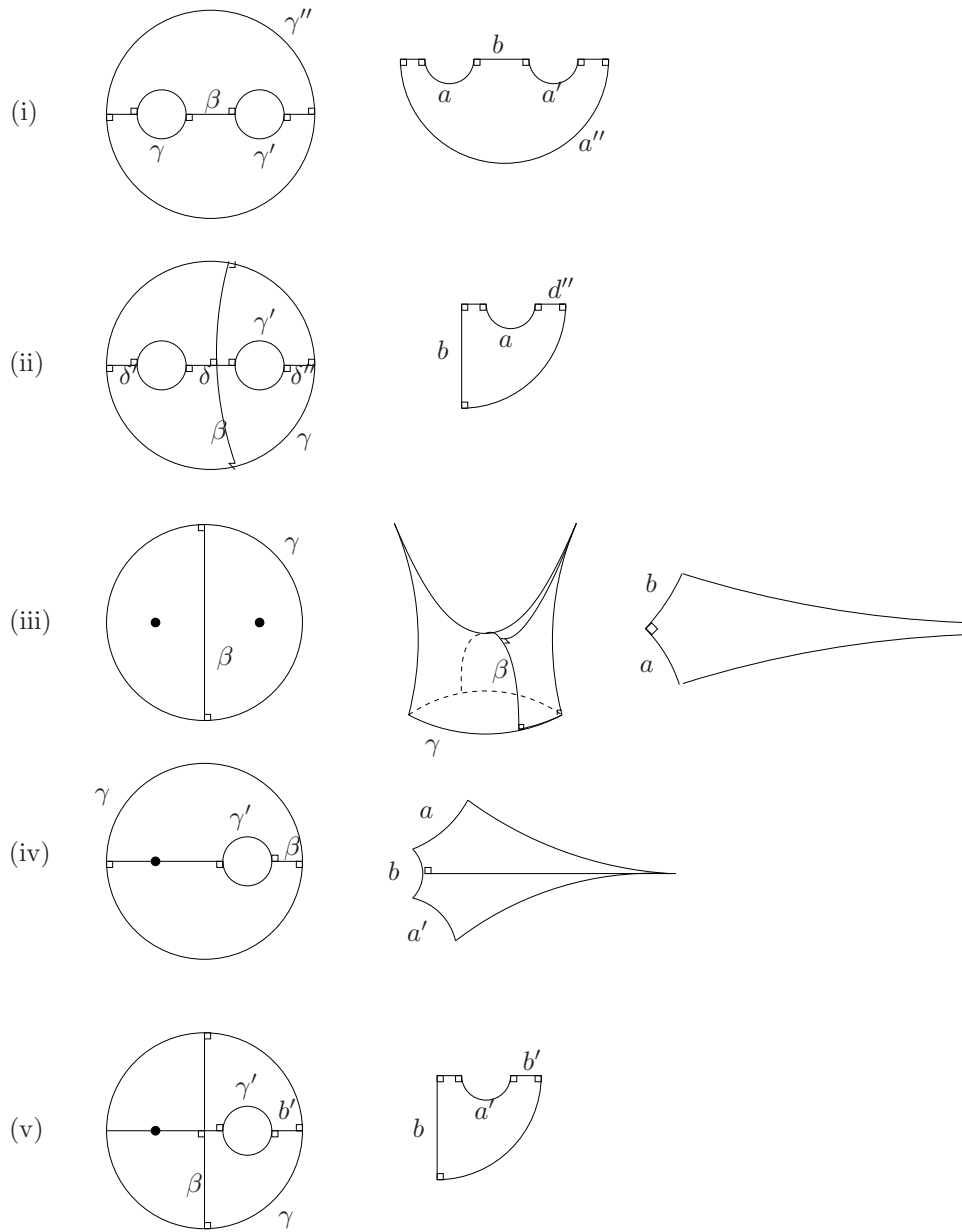 (i) γ'' β γ γ' b a a' a''
(ii) γ' δ' δ δ'' β γ d'' b a
(iii) γ β β γ b a
(iv) γ γ' β a b a'
(v) γ' b' β γ b' b a'